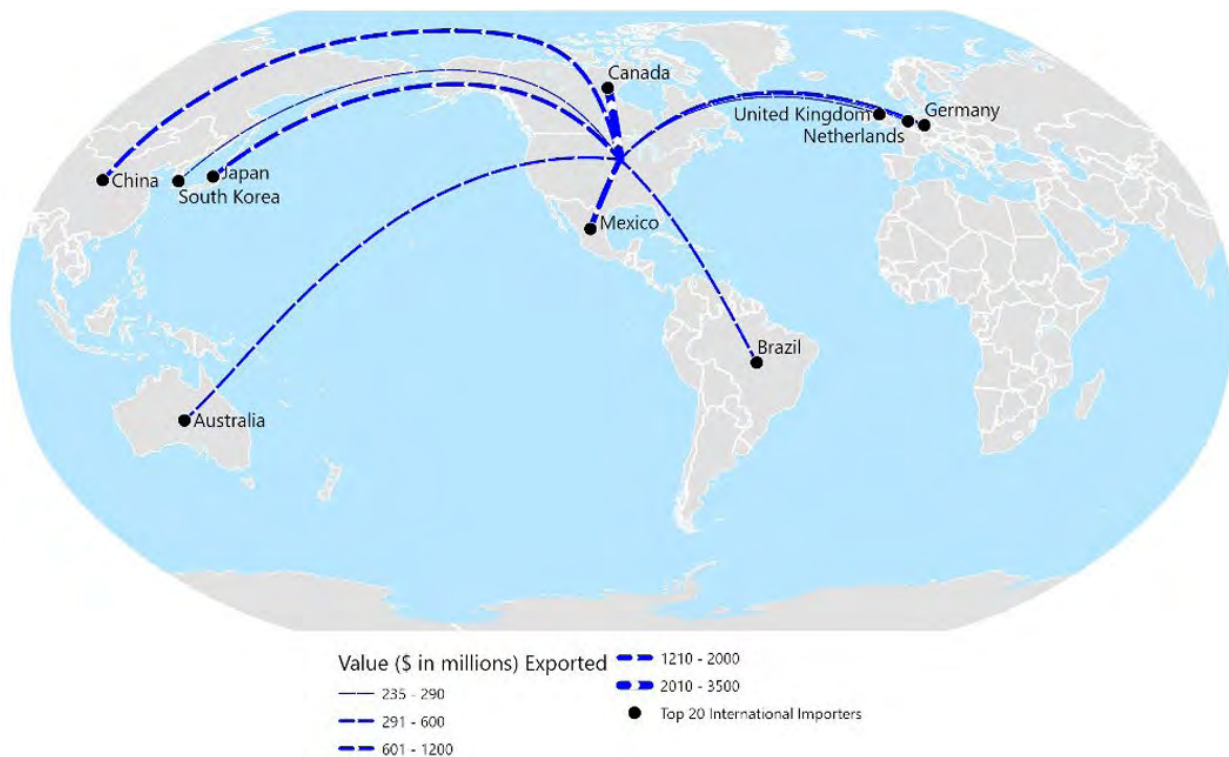 Canada
United Kingdom
Germany
Netherlands
China
Japan
South Korea
Mexico
Brazil
Australia
Value ($ in millions) Exported
235 - 290
291 - 600
601 - 1200
1210 - 2000
2010 - 3500
Top 20 International Importers